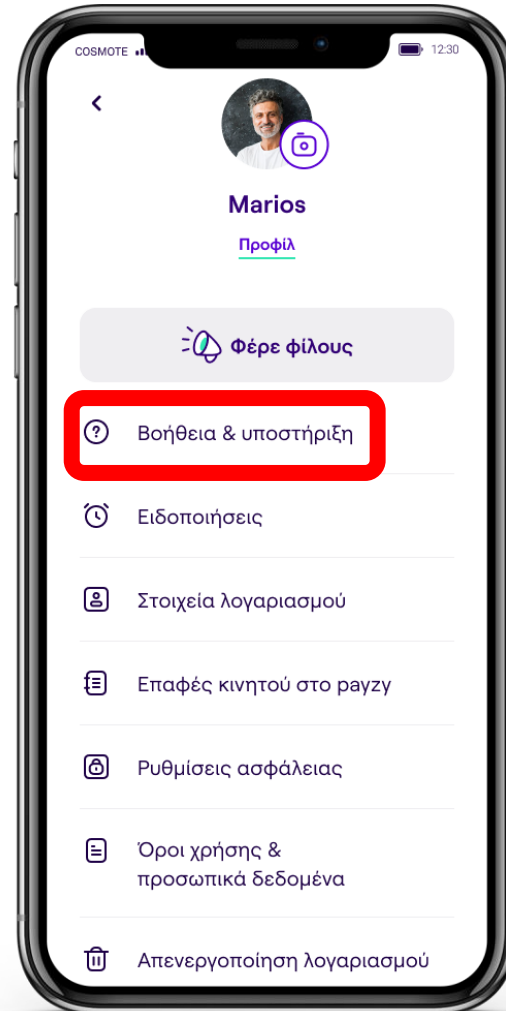 COSMOTE 12:30
Marios
Προφίλ
Φέρε φίλους
Βοήθεια & υποστήριξη
Ειδοποιήσεις
Στοιχεία λογαριασμού
Επαφές κινητού στο payzy
Ρυθμίσεις ασφάλειας
Όροι χρήσης &
προσωπικά δεδομένα
Απενεργοποίηση λογαριασμού